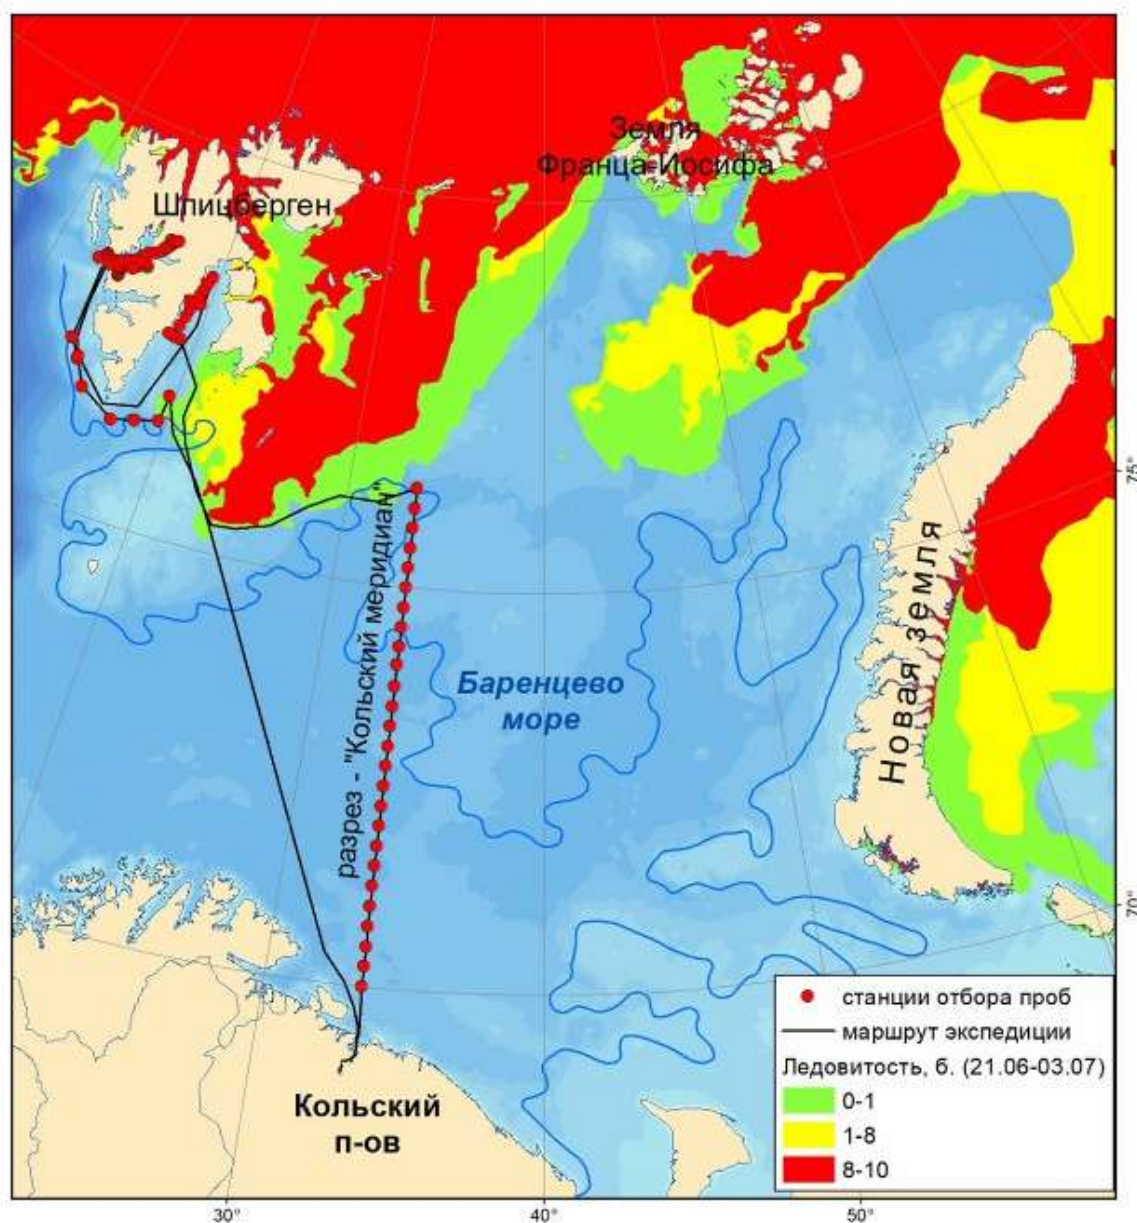 Земля
Франца-Иосифа
Шпицберген
75°
разрез - "Кольский меридиан"
Баренцево
море
Новая земля
70°
станции отбора проб
маршрут экспедиции
Ледовитость, б. (21.06-03.07)
0-1
1-8
8-10
Кольский
п-ов
30°
40°
50°